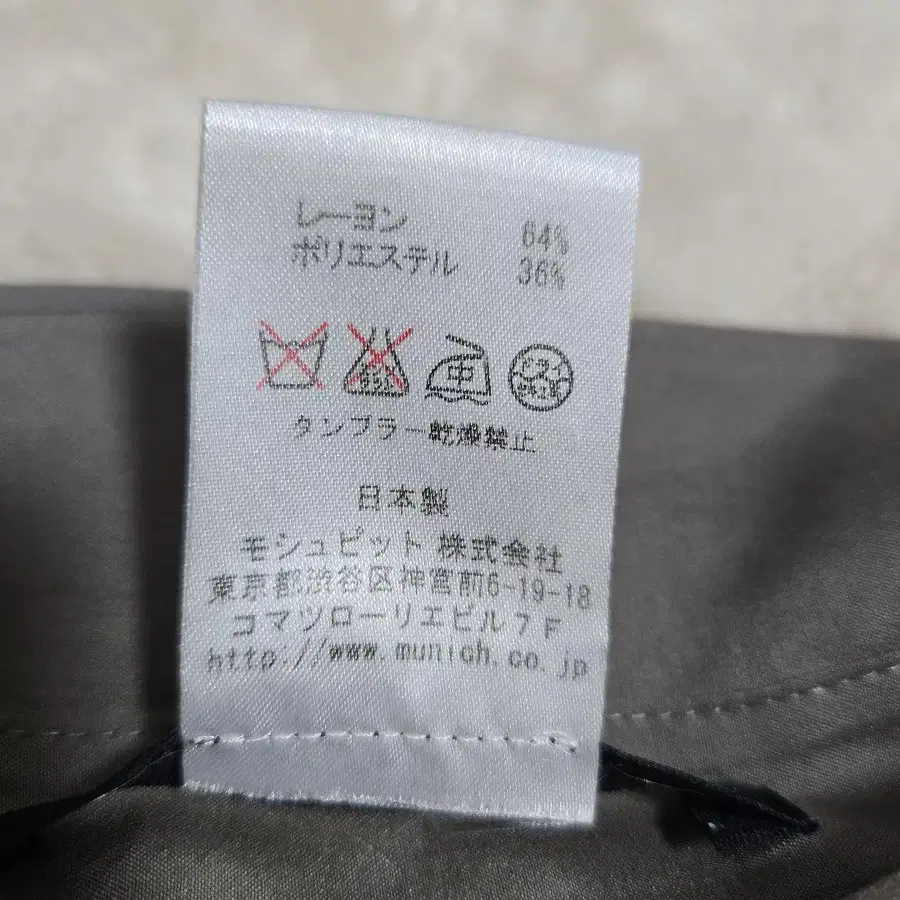 レーヨン 64%
ポリエステル 36%
中
タンブラー乾燥禁止
日本製
モシュピット 株式会社
東京都渋谷区神宮前6-19-18
コマツローリエビル7F
http://www.munich.co.jp